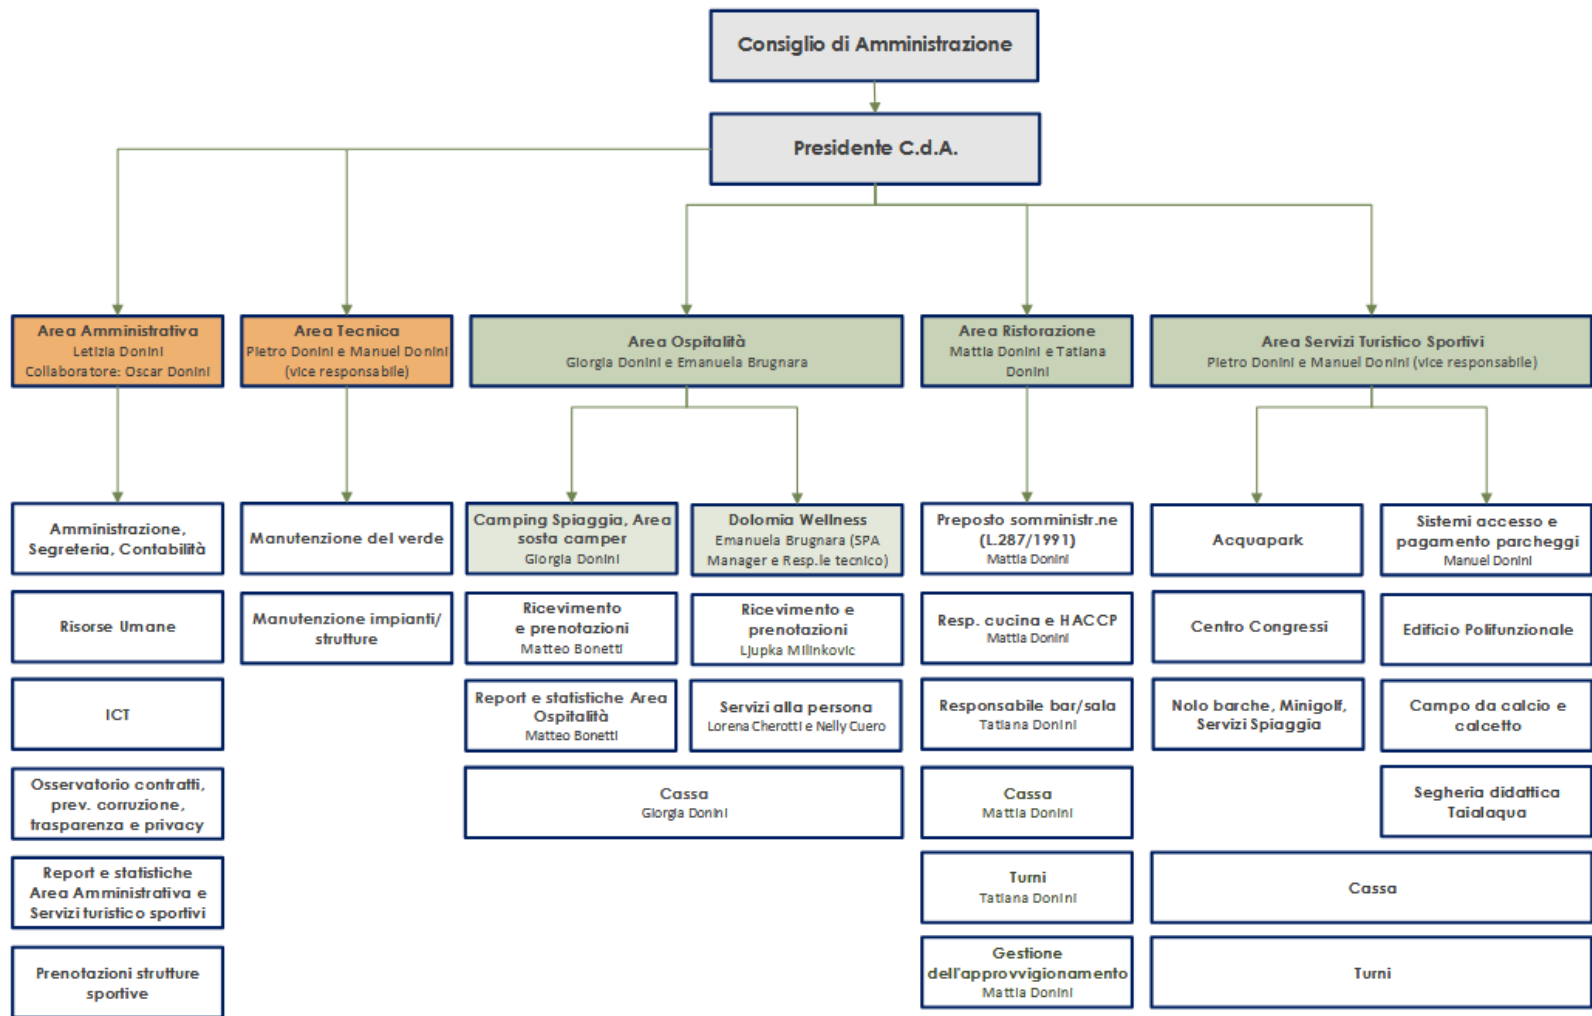 Consiglio di Amministrazione
Presidente C.d.A.
Area Amministrativa
Letizia Donini
Collaboratore: Oscar Donini
Area Tecnica
Pietro Donini e Manuel Donini
(vice responsabile)
Area Ospitalità
Giorgia Donini e Emanuela Brugnara
Area Ristorazione
Mattia Donini e Tatiana
Donini
Area Servizi Turistico Sportivi
Pietro Donini e Manuel Donini (vice responsabile)
Amministrazione,
Segreteria, Contabilità
Risorse Umane
ICT
Osservatorio contratti,
prev. corruzione,
trasparenza e privacy
Report e statistiche
Area Amministrativa e
Servizi turistico sportivi
Prenotazioni strutture
sportive
Manutenzione del verde
Manutenzione impianti/
strutture
Camping Spiaggia, Area
sosta camper
Giorgia Donini
Ricevimento
e prenotazioni
Matteo Bonetti
Report e statistiche Area
Ospitalità
Matteo Bonetti
Dolomia Wellness
Emanuela Brugnara (SPA
Manager e Resp.le tecnico)
Ricevimento e
prenotazioni
Ljupka Milinkovic
Servizi alla persona
Lorena Cherotti e Nelly Cuero
Cassa
Giorgia Donini
Preposto somministr.ne
(L.287/1991)
Mattia Donini
Resp. cucina e HACCP
Mattia Donini
Responsabile bar/sala
Tatiana Donini
Cassa
Mattia Donini
Turni
Tatiana Donini
Gestione
dell'approvvigionamento
Mattia Donini
Acquapark
Centro Congressi
Nolo barche, Minigolf,
Servizi Spiaggia
Sistemi accesso e
pagamento parcheggi
Manuel Donini
Edificio Polifunzionale
Campo da calcio e
calcetto
Segheria didattica
Taialaqua
Cassa
Turni